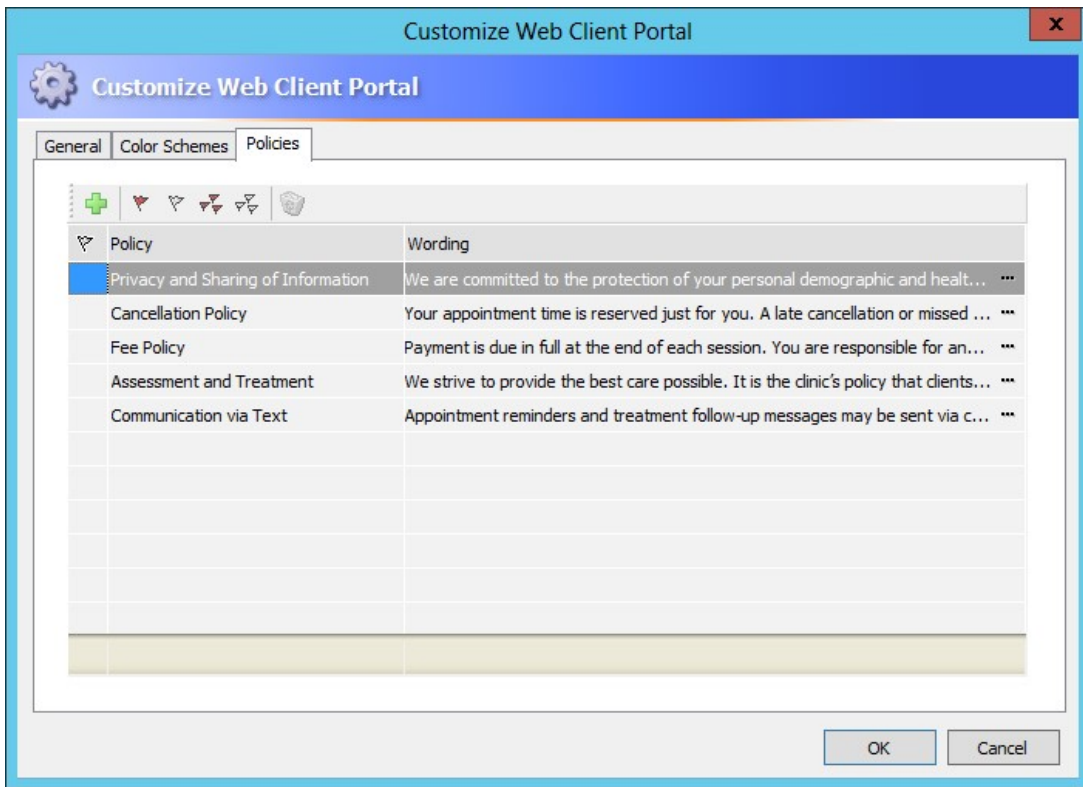 Customize Web Client Portal
x
Customize Web Client Portal
General Color Schemes Policies
Policy Wording
Privacy and Sharing of Information We are committed to the protection of your personal demographic and healt... ...
Cancellation Policy Your appointment time is reserved just for you. A late cancellation or missed ... ...
Fee Policy Payment is due in full at the end of each session. You are responsible for an... ...
Assessment and Treatment We strive to provide the best care possible. It is the clinic’s policy that clients... ...
Communication via Text Appointment reminders and treatment follow-up messages may be sent via c... ...
OK Cancel